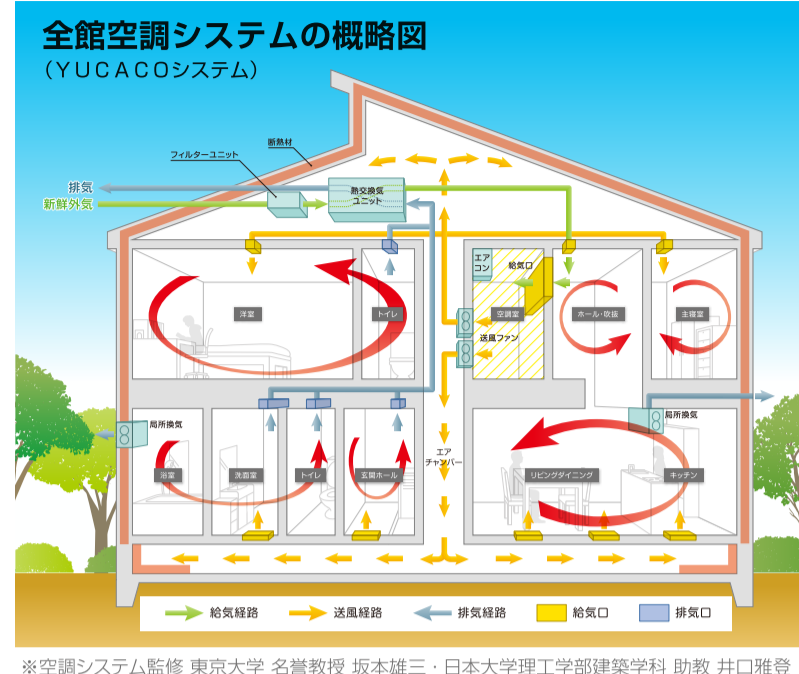 全館空調システムの概略図
（ＹＵＣＡＣＯシステム）
断熱材
フィルターユニット
排気
新鮮外気
熱交換気
ユニット
エア
コン
給気口
洋室
トイレ
空調室
ホール・吹抜
主寝室
送風ファン
局所換気
局所換気
エア
チャンバー
浴室
洗面室
トイレ
玄関ホール
リビングダイニング
キッチン
給気経路
送風経路
排気経路
給気口
排気口
※空調システム監修 東京大学 名誉教授 坂本雄三・日本大学理工学部建築学科 助教 井口雅登